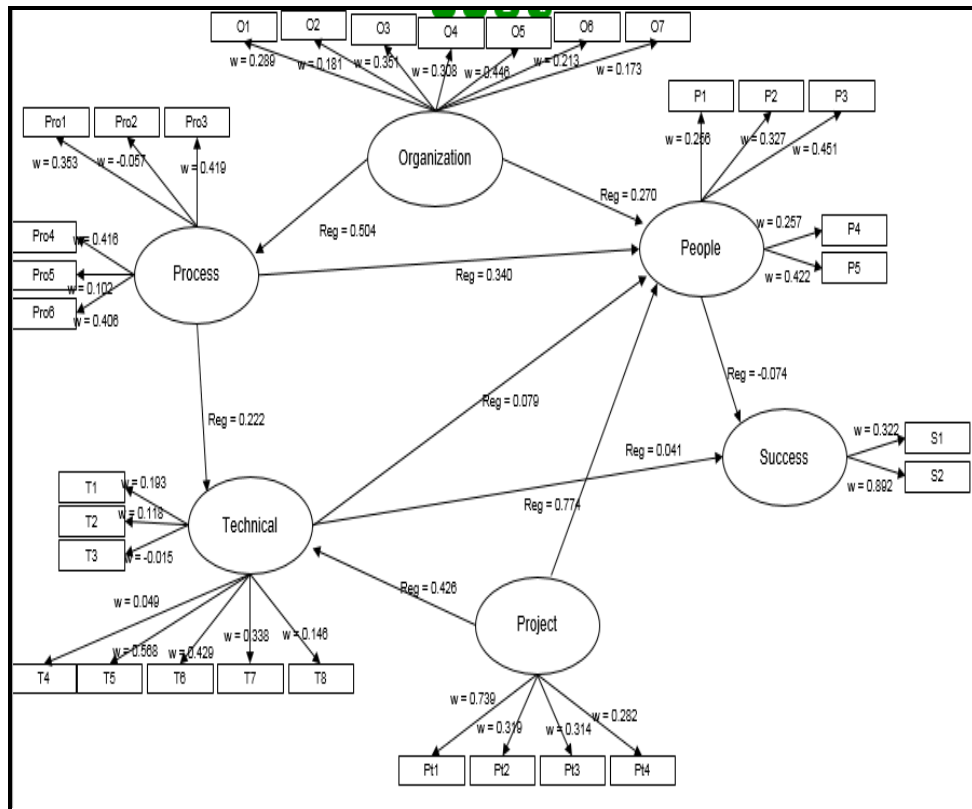 O1
O2
O3
O4
O5
O6
O7
w = 0.289
w = 0.181
w = 0.351
w = 0.308
w = 0.446
w = 0.213
w = 0.173
P1
P2
P3
w = 0.256
w = 0.327
w = 0.451
Pro1
Pro2
Pro3
w = 0.353
w = -0.057
w = 0.419
Organization
Reg = 0.270
Reg = 0.504
Pro4
w = 0.416
Pro5
w = 0.102
Pro6
w = 0.406
Process
Reg = 0.340
People
w = 0.257
P4
w = 0.422
P5
Reg = -0.074
Reg = 0.222
Reg = 0.079
Reg = 0.041
Success
w = 0.322
S1
w = 0.892
S2
T1
w = 0.193
T2
w = 0.118
T3
w = -0.015
Technical
Reg = 0.774
Reg = 0.426
Project
w = 0.049
w = 0.568
w = 0.429
w = 0.338
w = 0.146
T4
T5
T6
T7
T8
w = 0.739
w = 0.319
w = 0.314
w = 0.282
Pt1
Pt2
Pt3
Pt4